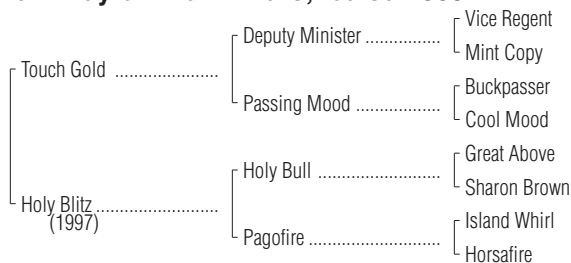 Vice Regent
Deputy Minister ..................
Mint Copy
Touch Gold ........................
Buckpasser
Passing Mood ....................
Cool Mood
Great Above
Holy Bull .............................
Sharon Brown
Holy Blitz ............................
(1997)
Island Whirl
Pagofire ..............................
Horsafire